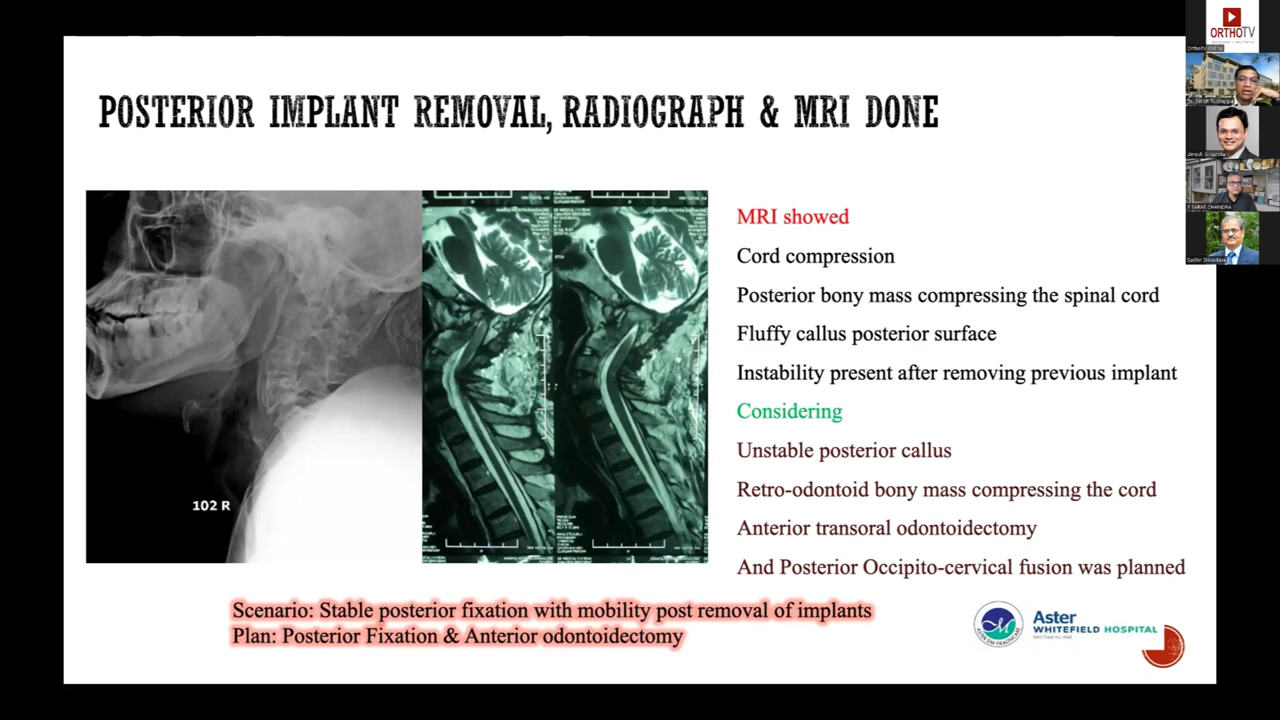 POSTERIOR IMPLANT REMOVAL, RADIOGRAPH & MRI DONE
102 R
MRI showed
Cord compression
Posterior bony mass compressing the spinal cord
Fluffy callus posterior surface
Instability present after removing previous implant
Considering
Unstable posterior callus
Retro-odontoid bony mass compressing the cord
Anterior transoral odontoidectomy
And Posterior Occipito-cervical fusion was planned
Scenario: Stable posterior fixation with mobility post removal of implants
Plan: Posterior Fixation & Anterior odontoidectomy
Aster
WHITEFIELD HOSPITAL
ORTHOTV
P SARAT CHANDRA